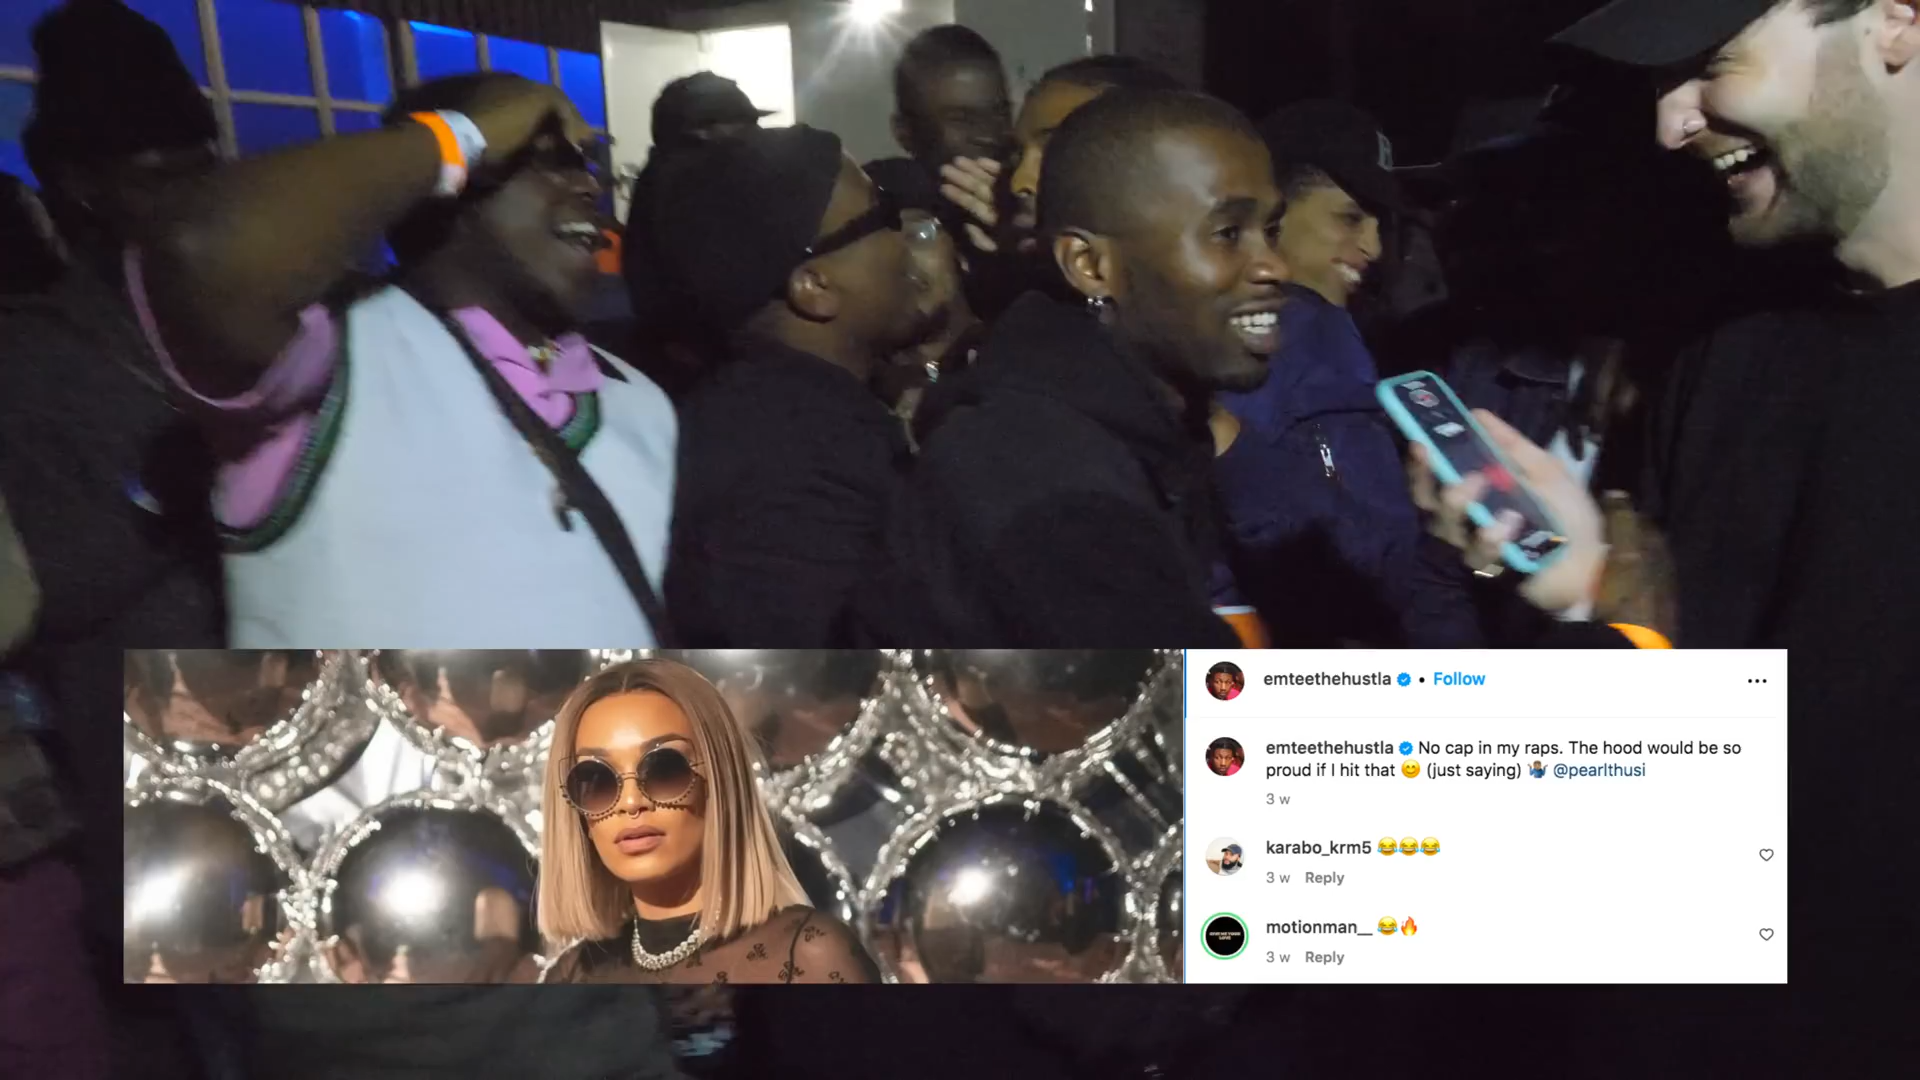 emteethehustla • Follow
emteethehustla No cap in my raps. The hood would be so
proud if I hit that 😊 (just saying) 🤷🏾‍♂️ @pearlthusi
3 w
karabo_krm5 😂😂😂
3 w Reply
motionman__ 😂🔥
3 w Reply